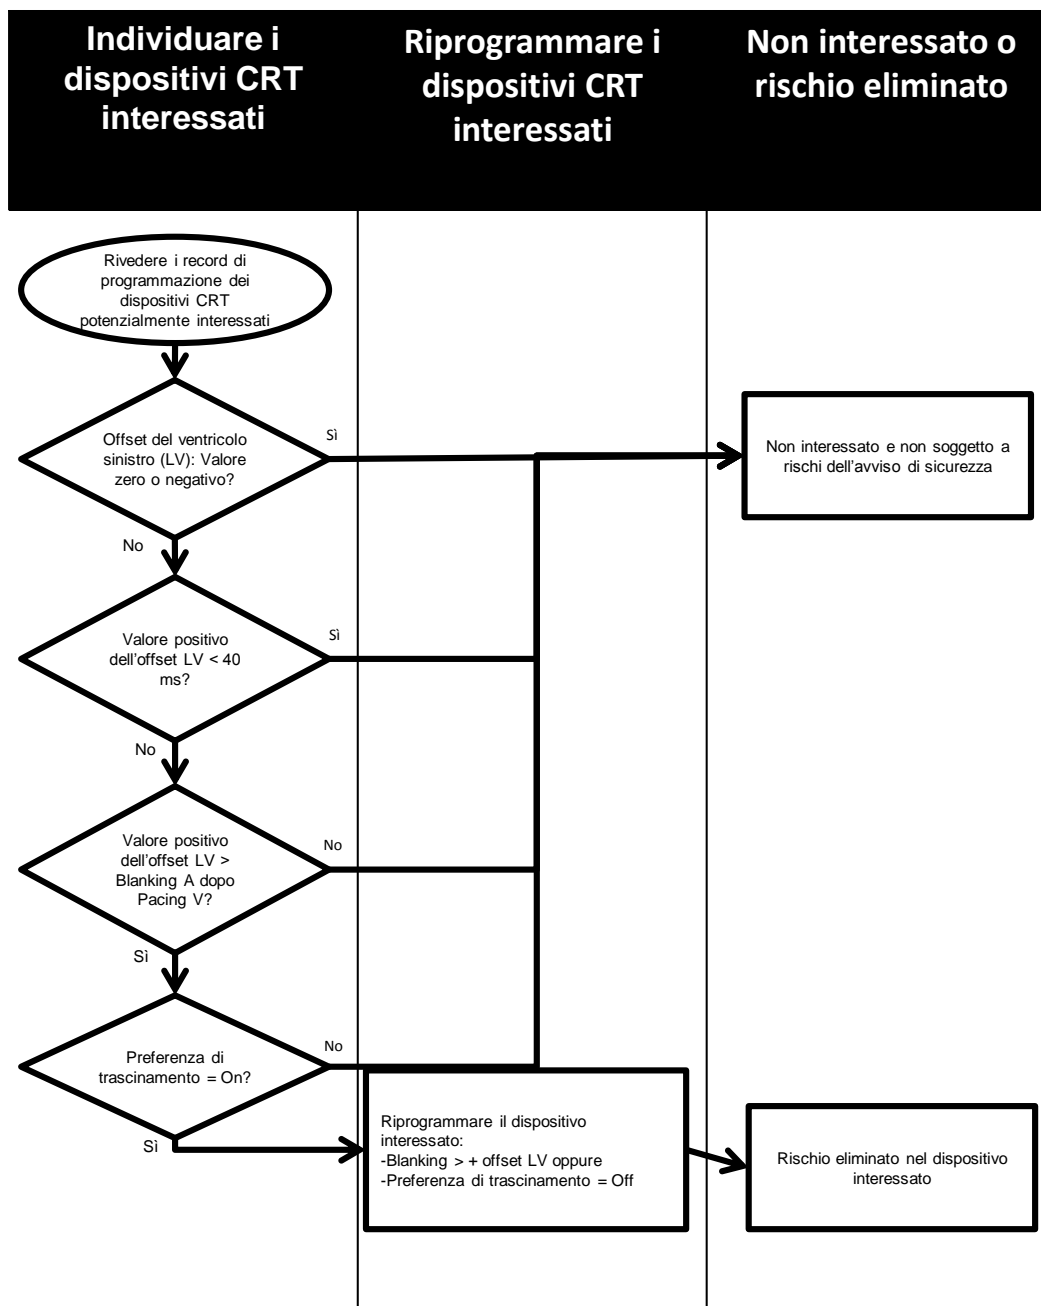 Individuare i
dispositivi CRT
interessati
Riprogrammare i
dispositivi CRT
interessati
Non interessato o
rischio eliminato
Rivedere i record di
programmazione dei
dispositivi CRT
potenzialmente interessati
Offset del ventricolo
sinistro (LV): Valore
zero o negativo?
Sì
Non interessato e non soggetto a
rischi dell'avviso di sicurezza
No
Valore positivo
dell'offset LV < 40
ms?
Sì
No
Valore positivo
dell'offset LV >
Blanking A dopo
Pacing V?
No
Sì
Preferenza di
trascinamento = On?
No
Sì
Riprogrammare il dispositivo
interessato:
-Blanking > + offset LV oppure
-Preferenza di trascinamento = Off
Rischio eliminato nel dispositivo
interessato